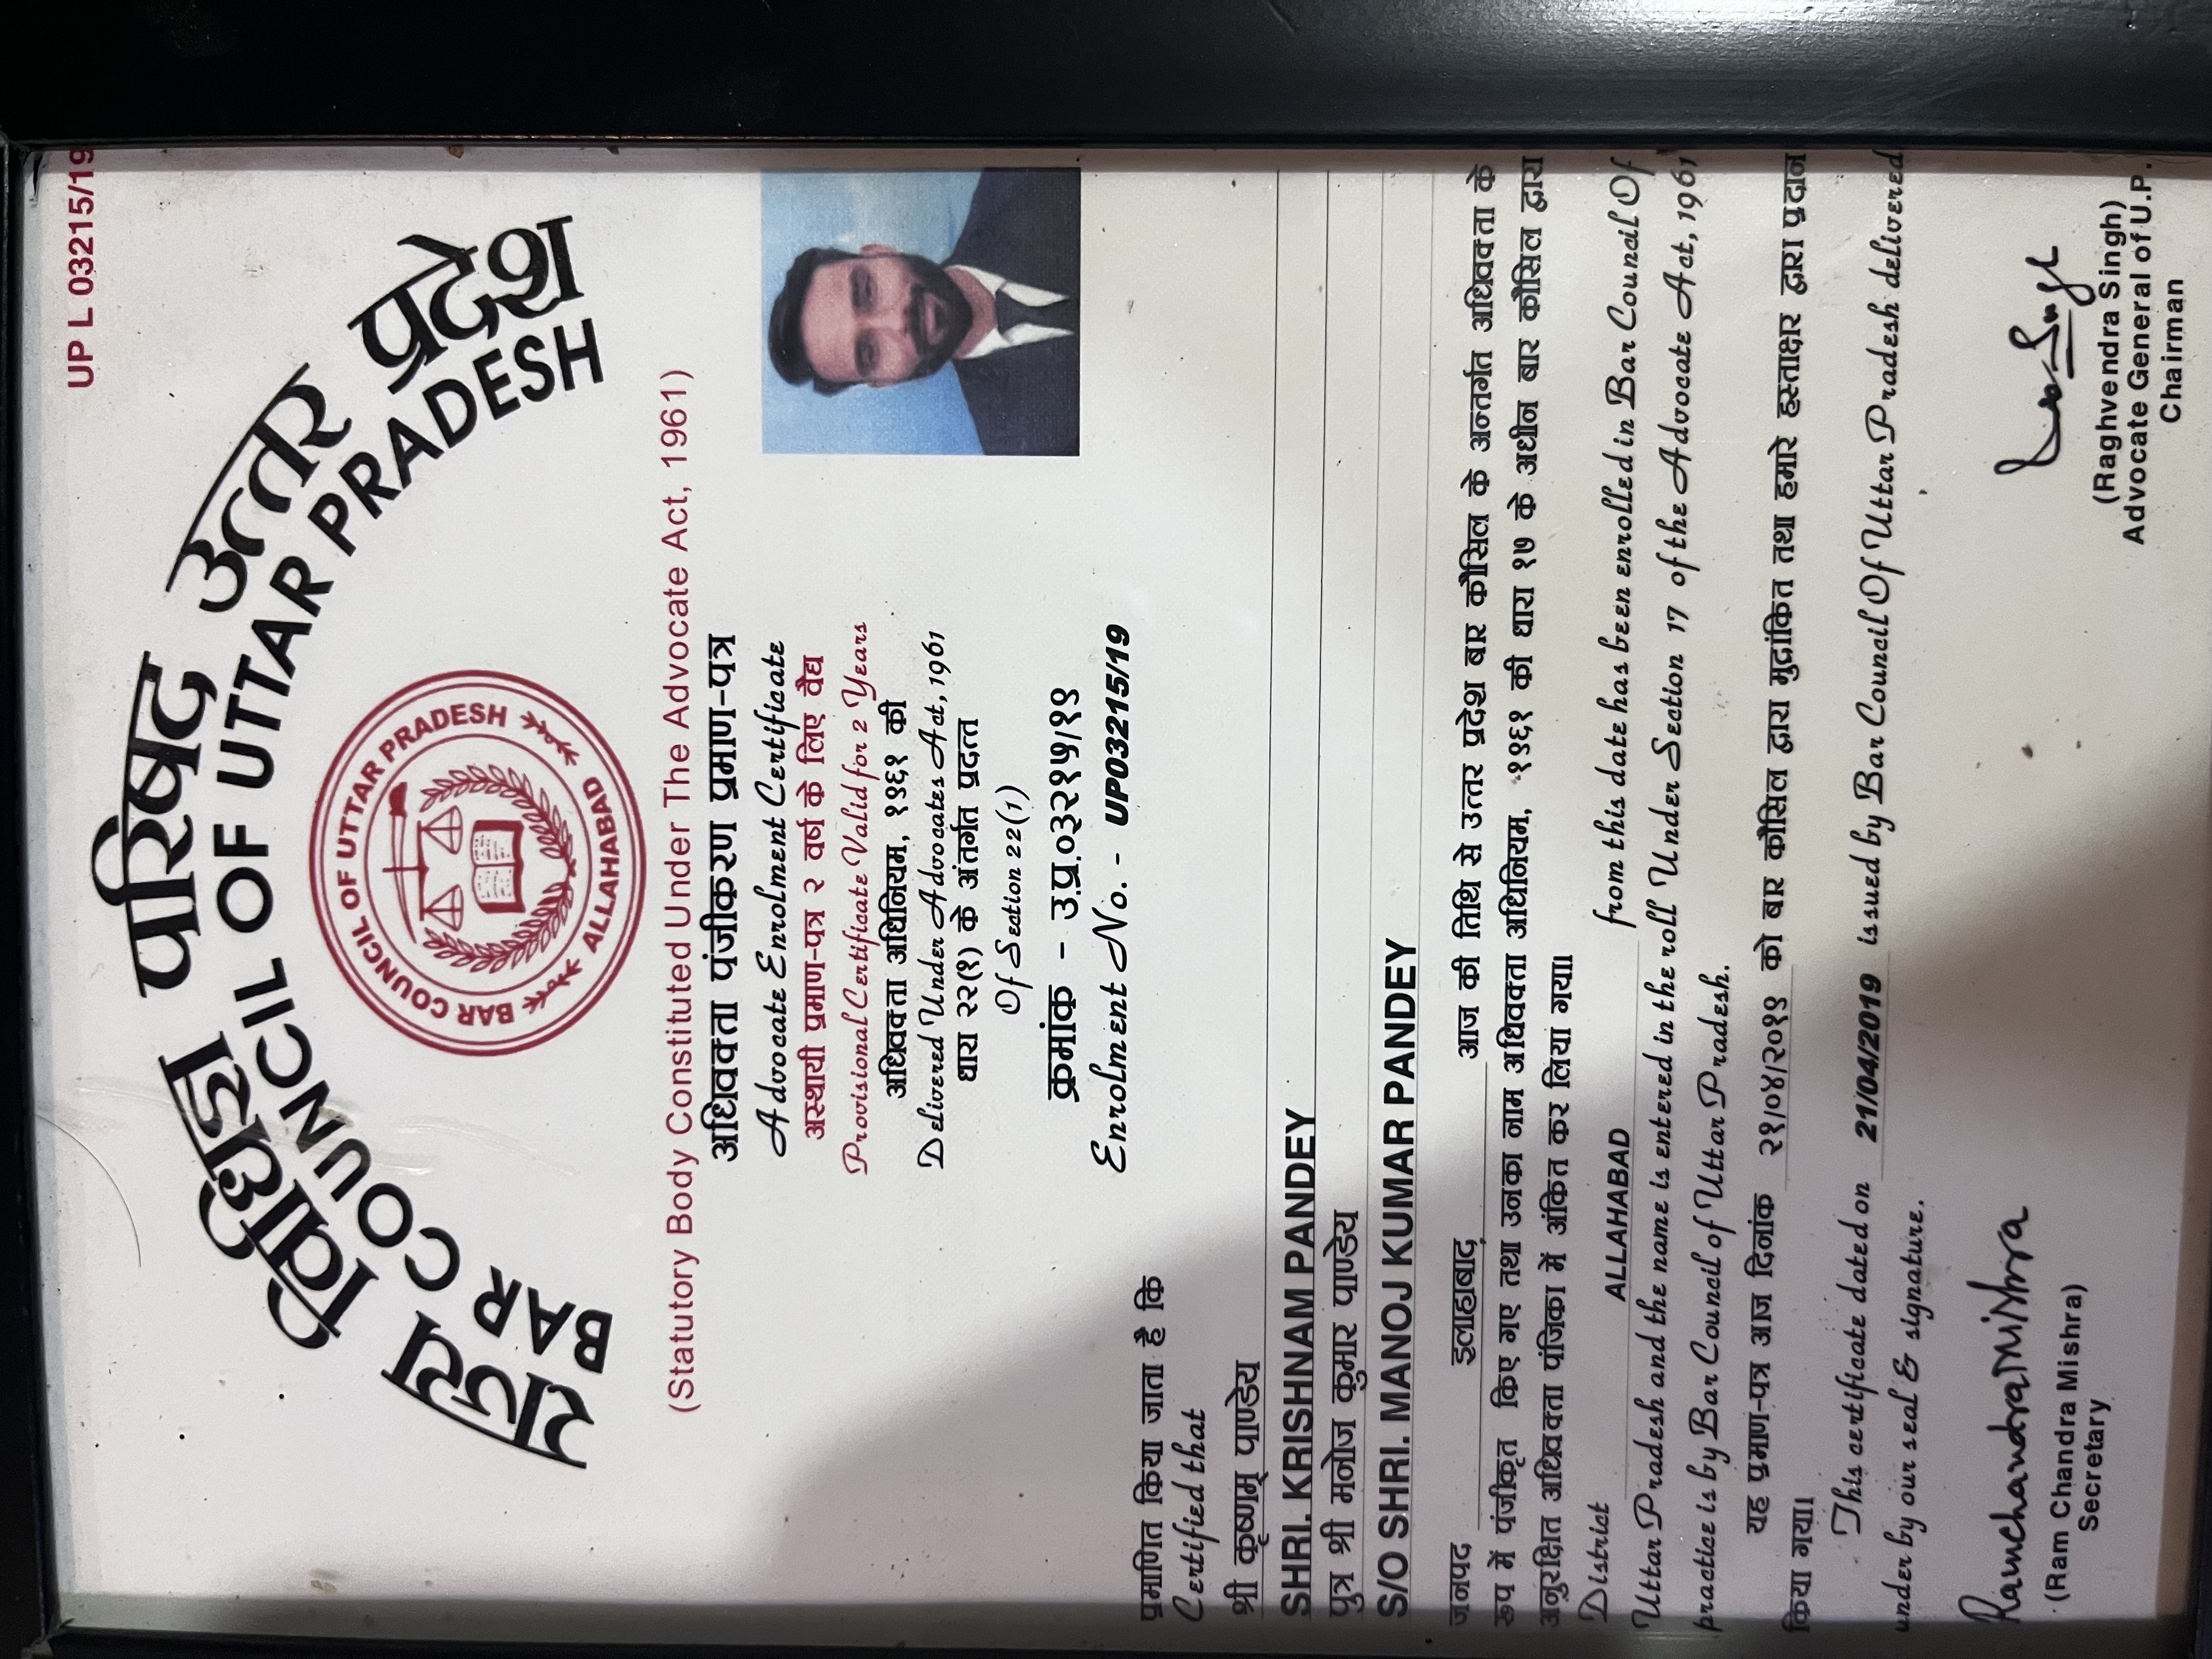 UP L 03215/19
राज्य विधिज्ञ परिषद उत्तर प्रदेश
BAR COUNCIL OF UTTAR PRADESH
BAR COUNCIL OF UTTAR PRADESH
ALLAHABAD
(Statutory Body Constituted Under The Advocate Act, 1961)
अधिवक्ता पंजीकरण प्रमाण-पत्र
Advocate Enrolment Certificate
अस्थायी प्रमाण-पत्र २ वर्ष के लिए वैद्य
Provisional Certificate Valid for 2 Years
अधिवक्ता अधिनियम, १९६१ की
Delivered Under Advocates Act, 1961
धारा २२(१) के अंतर्गत प्रदत्त
Of Section 22(1)
क्रमांक - उ.प्र.०३२१५/१९
Enrolment No. - UP03215/19
प्रमाणित किया जाता है कि
Certified that
श्री कृष्णम् पाण्डेय
SHRI. KRISHNAM PANDEY
पुत्र श्री मनोज कुमार पाण्डेय
S/O SHRI. MANOJ KUMAR PANDEY
जनपद इलाहाबाद आज की तिथि से उत्तर प्रदेश बार कौंसिल के अन्तर्गत अधिवक्ता के
रूप में पंजीकृत किए गए तथा उनका नाम अधिवक्ता अधिनियम, १९६१ की धारा १७ के अधीन बार कौंसिल द्वारा
अनुरक्षित अधिवक्ता पंजिका में अंकित कर लिया गया।
District ALLAHABAD from this date has been enrolled in Bar Council Of
Uttar Pradesh and the name is entered in the roll Under Section 17 of the Advocate Act, 1961
practice is by Bar Council of Uttar Pradesh.
यह प्रमाण-पत्र आज दिनांक २१/०४/२०१९ को बार कौंसिल द्वारा मुद्रांकित तथा हमारे हस्ताक्षर द्वारा प्रदान
किया गया।
This certificate dated on 21/04/2019 issued by Bar Council Of Uttar Pradesh delivered
under by our seal & signature.
Ramchandra Mishra
(Ram Chandra Mishra)
Secretary
(Raghvendra Singh)
Advocate General of U.P.
Chairman